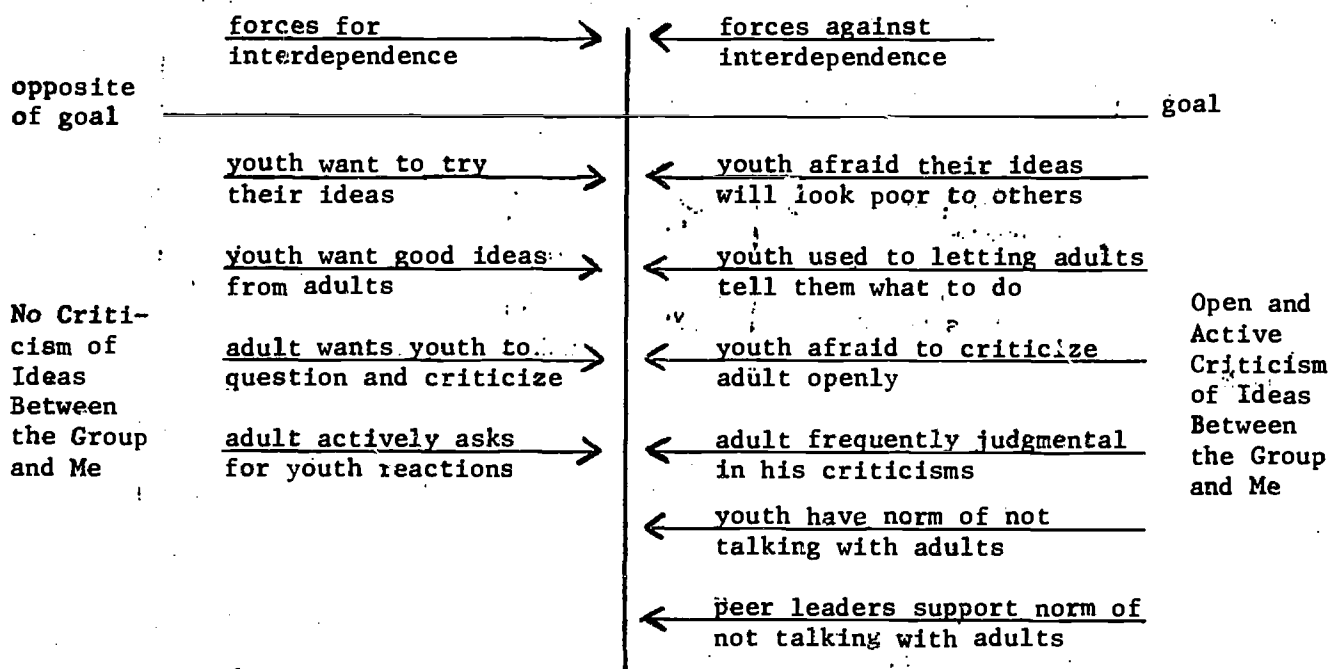 forces for
interdependence
forces against
interdependence
opposite
of goal
goal
youth want to try
their ideas
youth afraid their ideas
will look poor to others
youth want good ideas
from adults
youth used to letting adults
tell them what to do
No Criti-
cism of
Ideas
Between
the Group
and Me
adult wants youth to
question and criticize
youth afraid to criticize
adult openly
adult actively asks
for youth reactions
adult frequently judgmental
in his criticisms
youth have norm of not
talking with adults
peer leaders support norm of
not talking with adults
Open and
Active
Criticism
of Ideas
Between
the Group
and Me